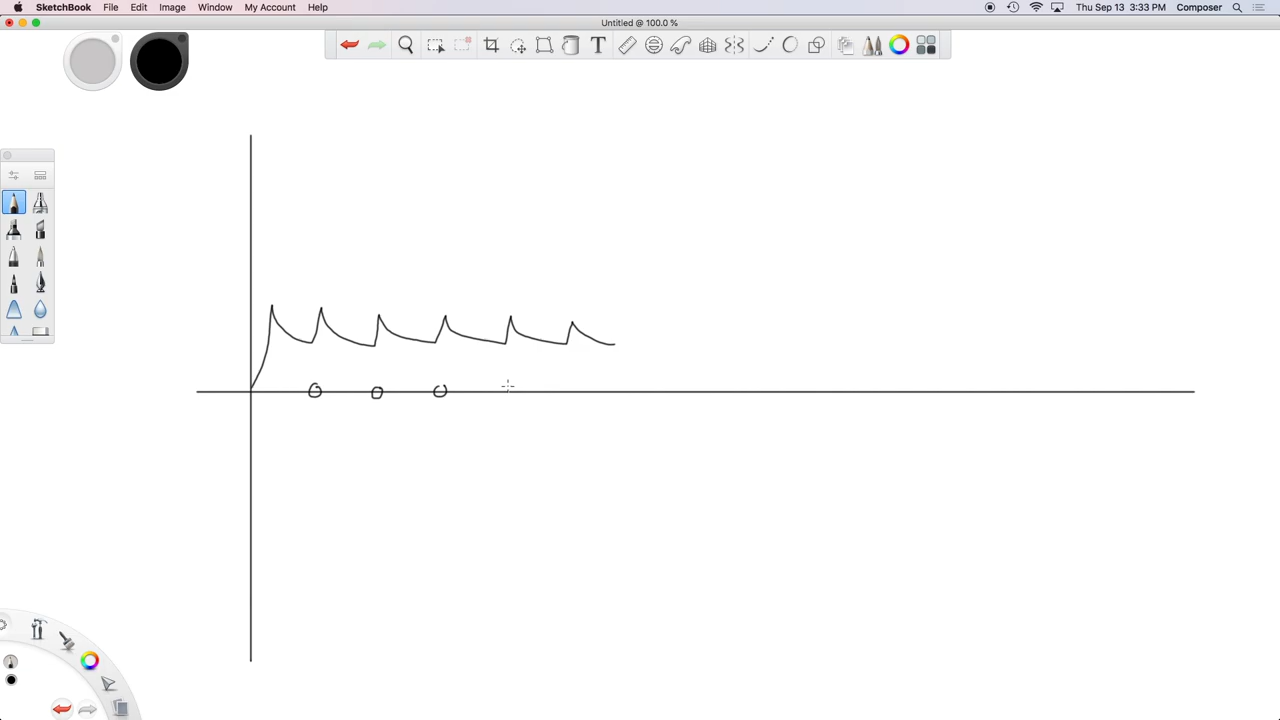 SketchBook File Edit Image Window My Account Help Thu Sep 13 3:33 PM Composer
Untitled @ 100.0 %
T